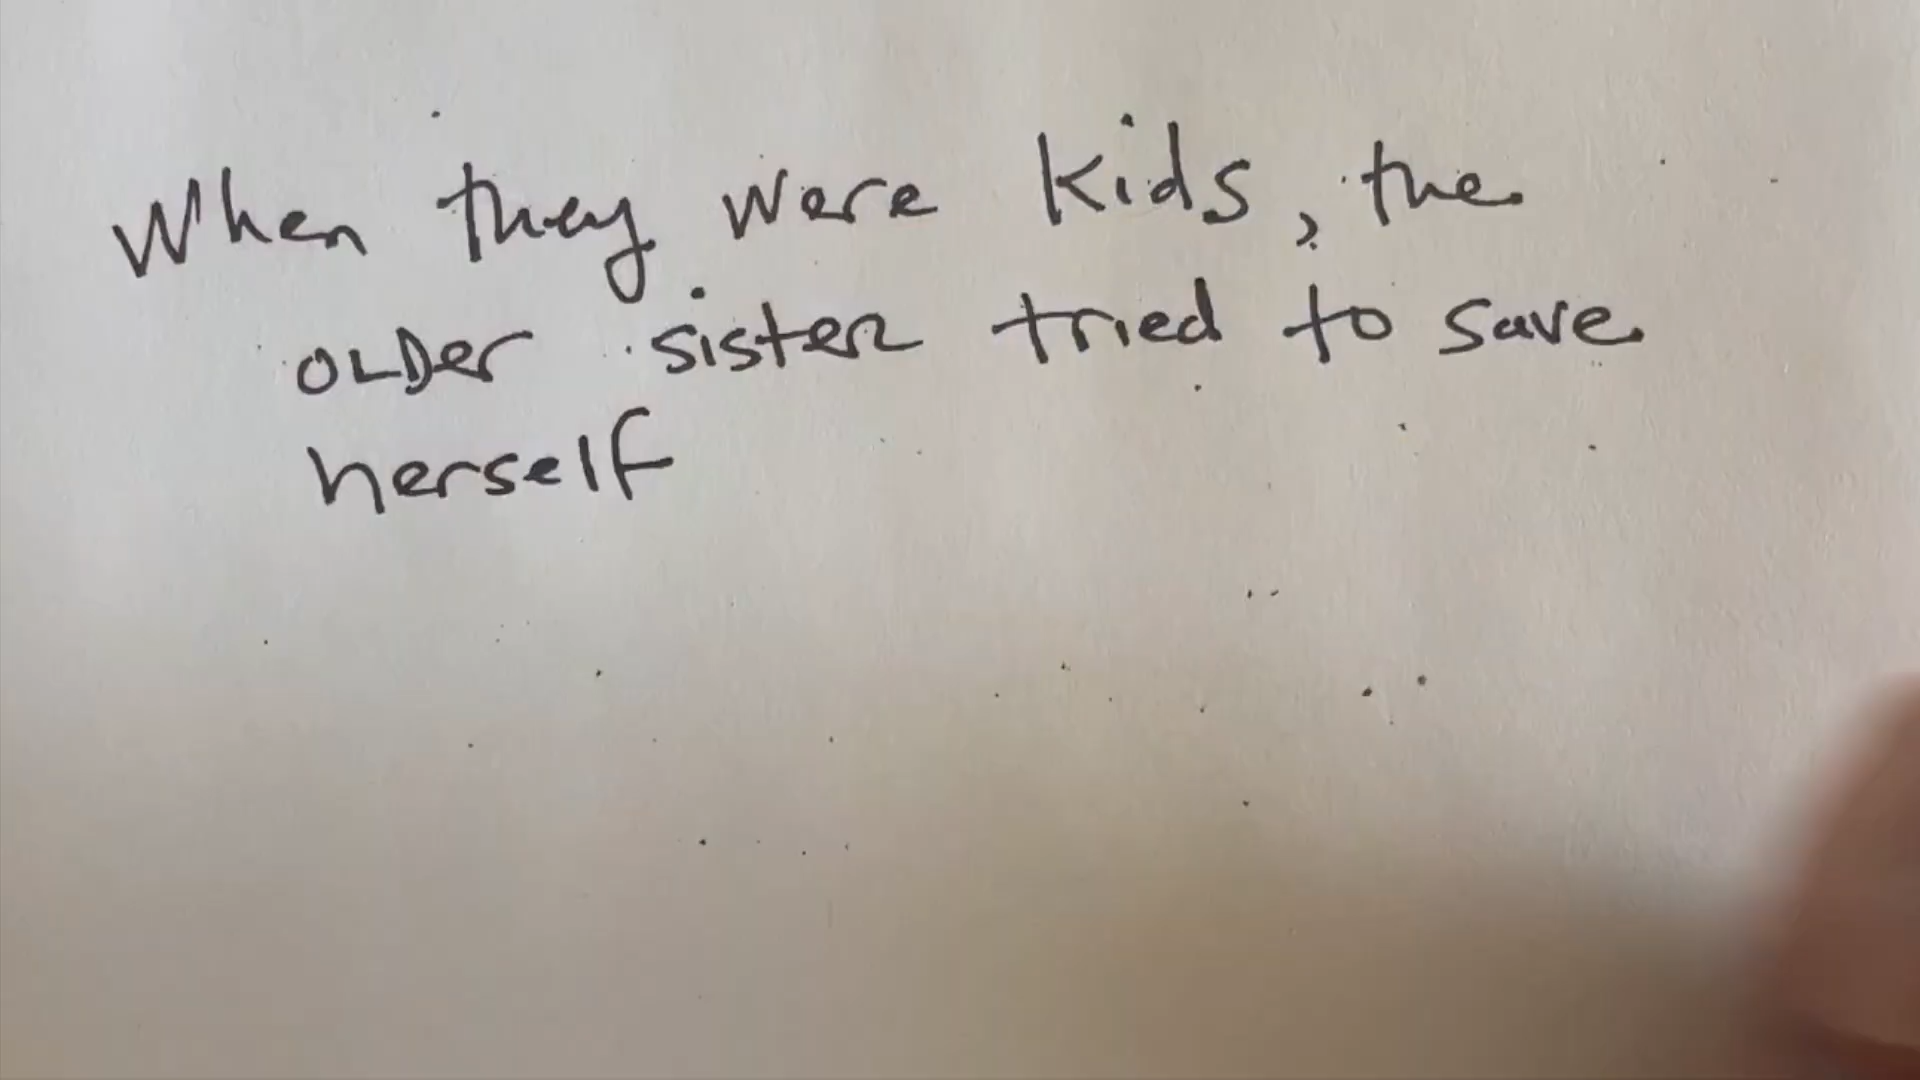 When they were kids, the
older sister tried to save
herself